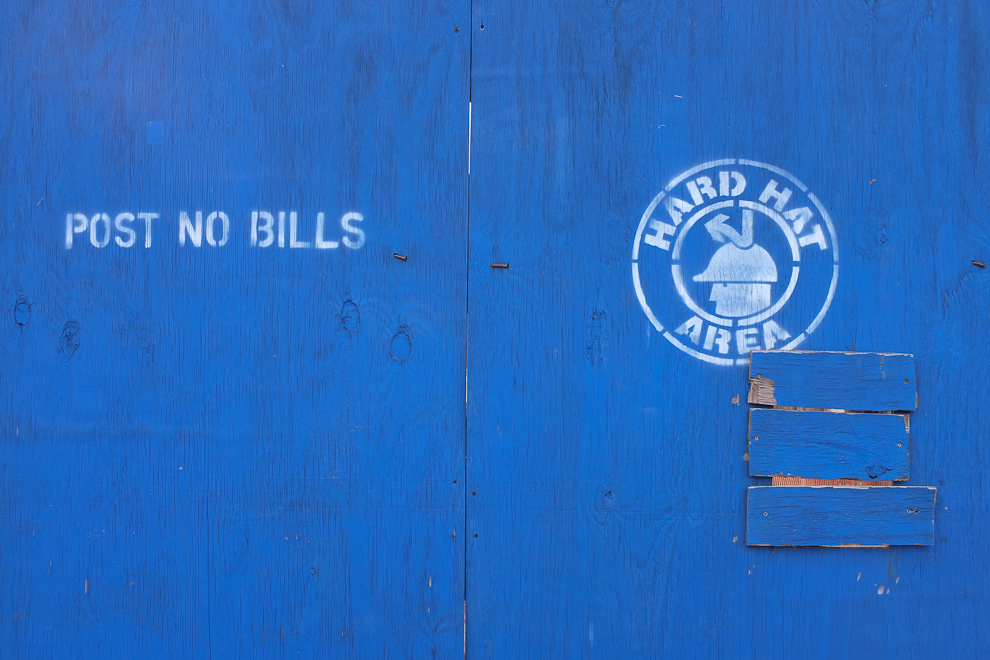 POST NO BILLS
HARD HAT
AREA